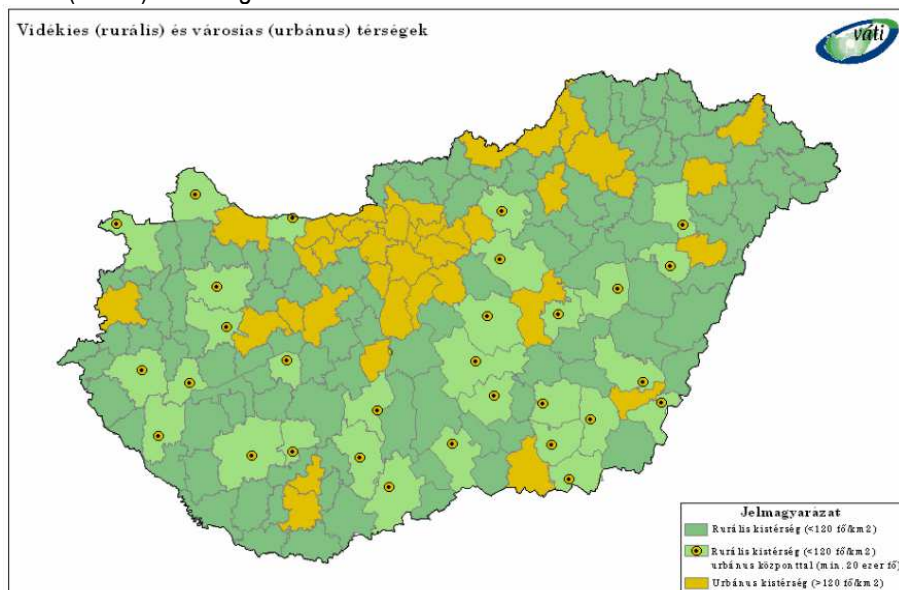 Vidékies (rurális) és városias (urbánus) térségek
váti
Jelmagyarázat
Rurális kistérség (<120 fő/km2)
Rurális kistérség (<120 fő/km2)
urbánus központtal (min. 20 ezer fő)
Urbánus kistérség (>120 fő/km2)